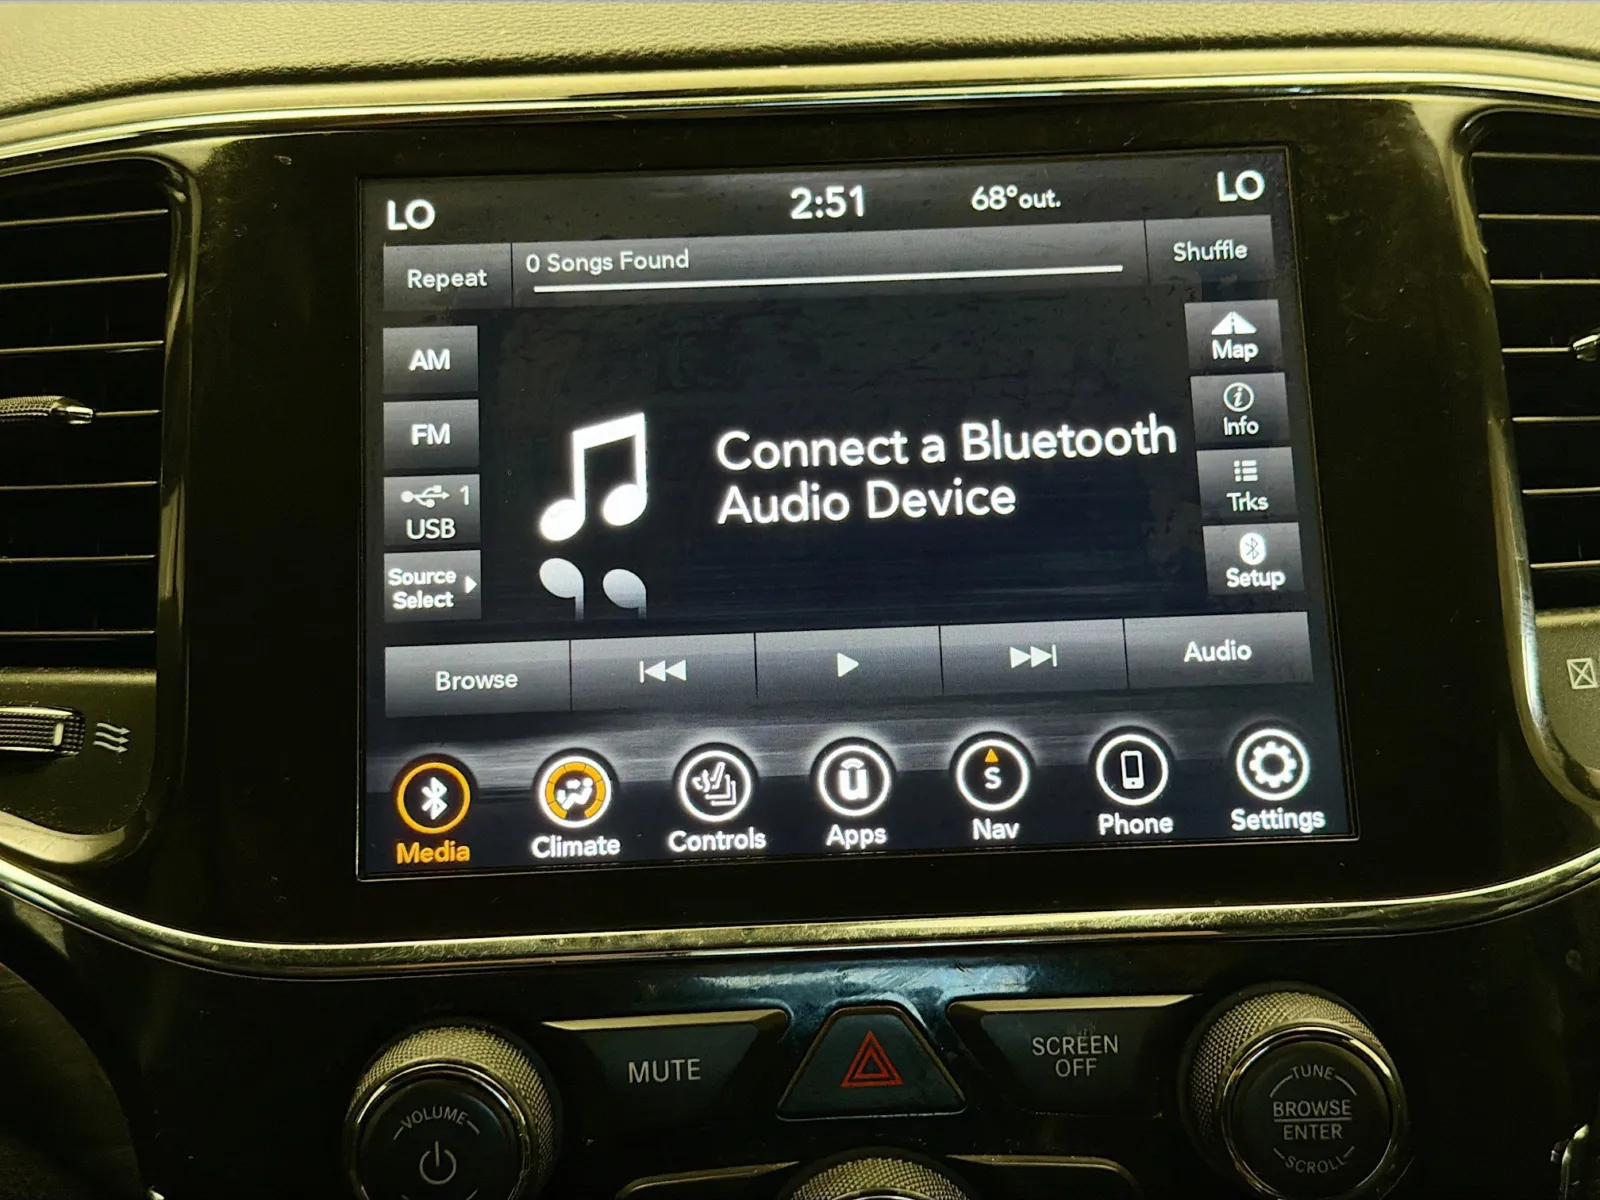 LO
2:51
68° out.
LO
Repeat
0 Songs Found
Shuffle
AM
FM
1
USB
Source
Select
Connect a Bluetooth
Audio Device
Map
i
Info
Trks
Setup
Browse
Audio
Media
Climate
Controls
u
Apps
S
Nav
Phone
Settings
VOLUME
MUTE
SCREEN
OFF
TUNE
BROWSE
ENTER
SCROLL